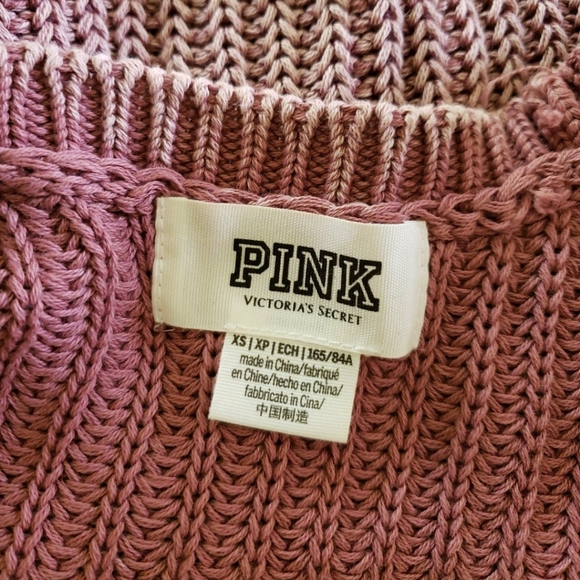 PINK
VICTORIA'S SECRET
XS | XP | ECH | 165/84A
made in China/fabriqué
en Chine/hecho en China/
fabbricato in Cina/
中国制造